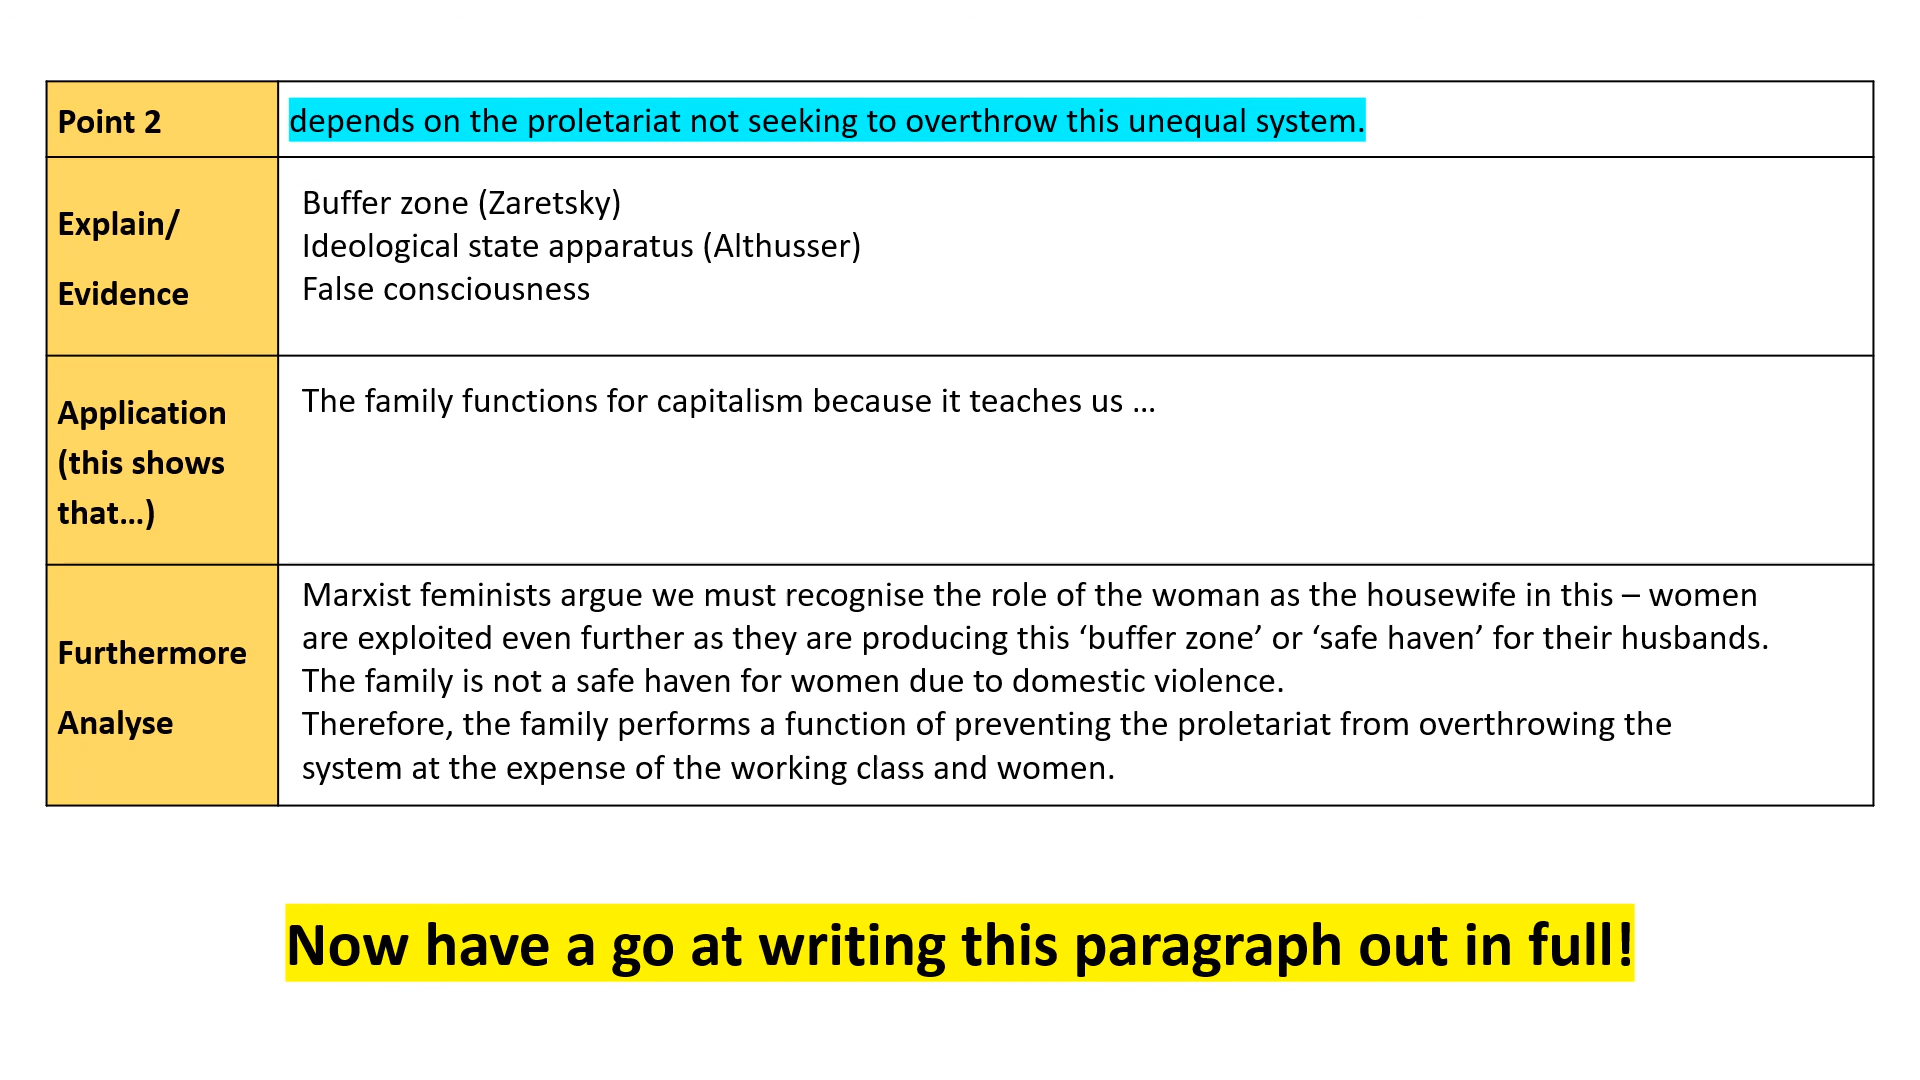 Point 2
depends on the proletariat not seeking to overthrow this unequal system.
Explain/
Evidence
Buffer zone (Zaretsky)
Ideological state apparatus (Althusser)
False consciousness
Application
(this shows
that…)
The family functions for capitalism because it teaches us …
Furthermore
Analyse
Marxist feminists argue we must recognise the role of the woman as the housewife in this – women
are exploited even further as they are producing this ‘buffer zone’ or ‘safe haven’ for their husbands.
The family is not a safe haven for women due to domestic violence.
Therefore, the family performs a function of preventing the proletariat from overthrowing the
system at the expense of the working class and women.
Now have a go at writing this paragraph out in full!